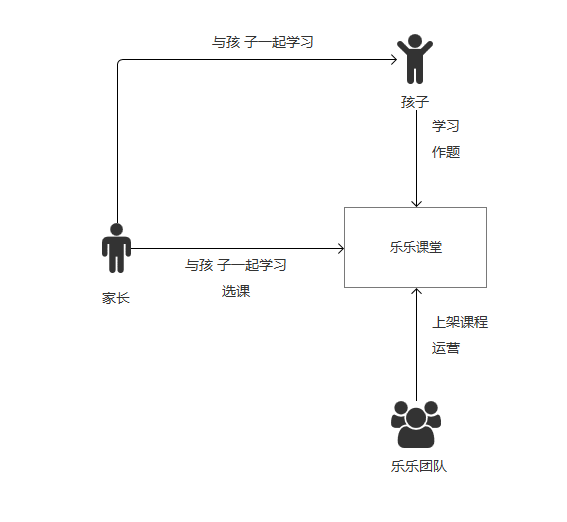 与孩 子一起学习
孩子
学习
作题
乐乐课堂
与孩 子一起学习
选课
家长
上架课程
运营
乐乐团队